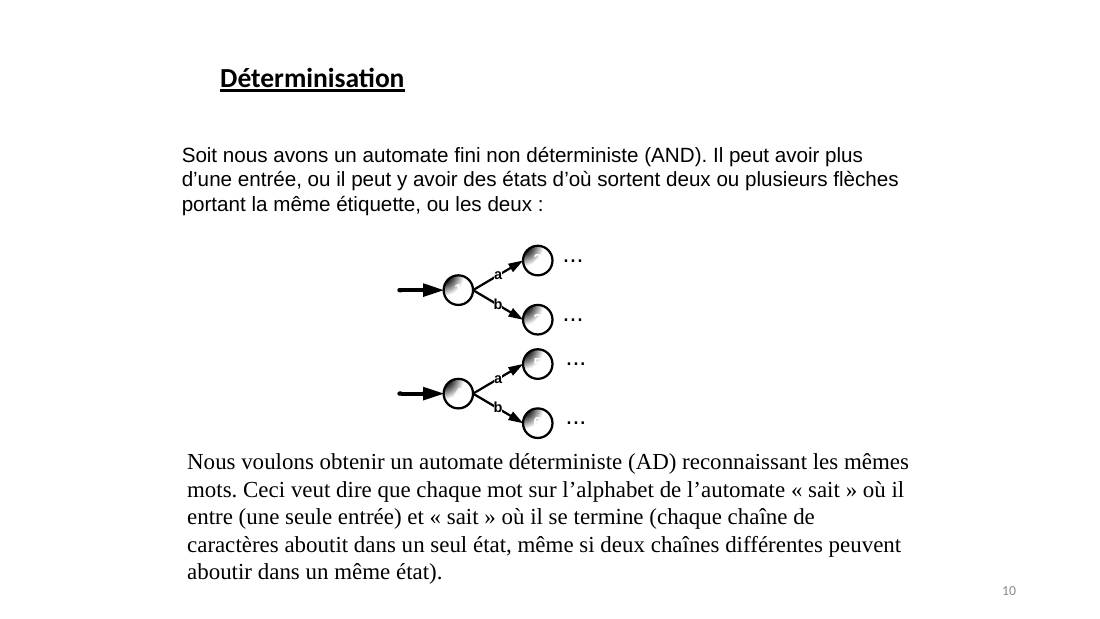 Déterminisation
Soit nous avons un automate fini non déterministe (AND). Il peut avoir plus
d’une entrée, ou il peut y avoir des états d’où sortent deux ou plusieurs flèches
portant la même étiquette, ou les deux :
a
...
b
...
a
...
b
...
Nous voulons obtenir un automate déterministe (AD) reconnaissant les mêmes
mots. Ceci veut dire que chaque mot sur l’alphabet de l’automate « sait » où il
entre (une seule entrée) et « sait » où il se termine (chaque chaîne de
caractères aboutit dans un seul état, même si deux chaînes différentes peuvent
aboutir dans un même état).
10